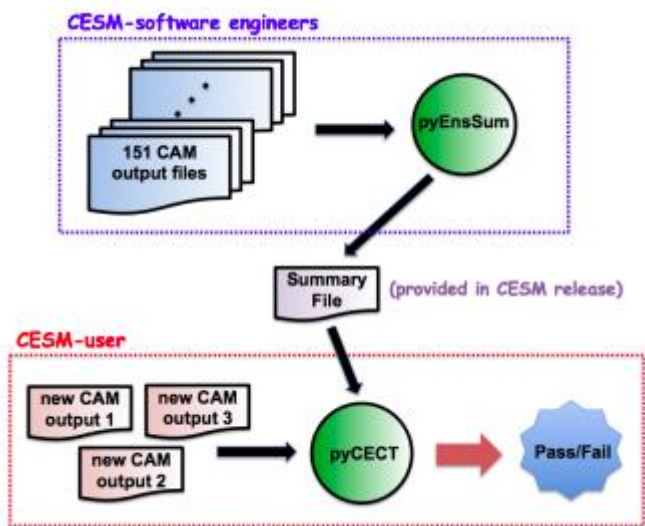 CESM-software engineers
151 CAM
output files
pyEnsSum
Summary
File
(provided in CESM release)
CESM-user
new CAM
output 1
new CAM
output 3
new CAM
output 2
pyCECT
Pass/Fail